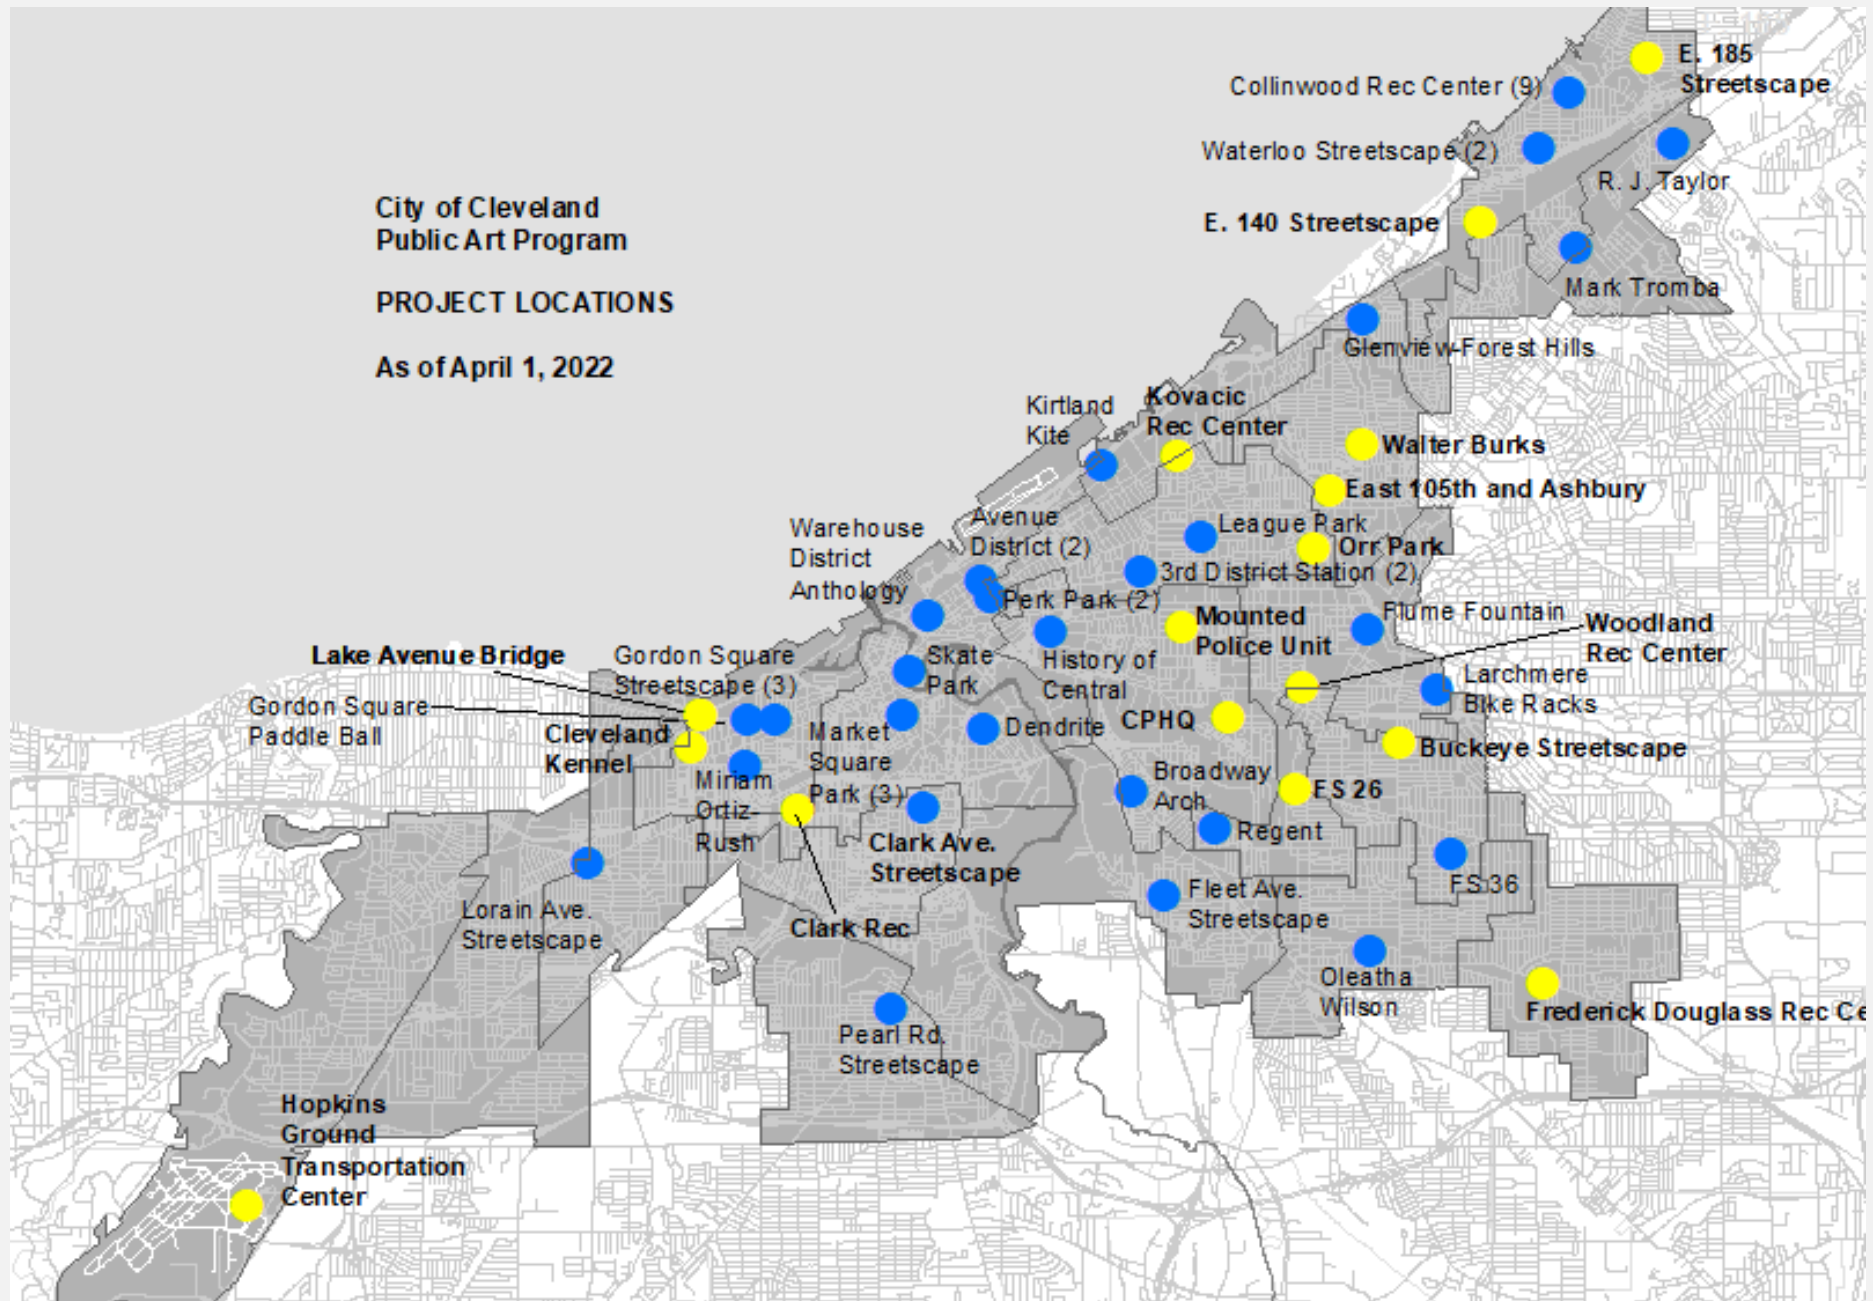 City of Cleveland
Public Art Program
PROJECT LOCATIONS
As of April 1, 2022
E. 185
Streetscape
Collinwood Rec Center (9)
Waterloo Streetscape (2)
R. J. Taylor
E. 140 Streetscape
Mark Tromba
Glenview-Forest Hills
Kirtland
Kite
Kovacic
Rec Center
Walter Burks
East 105th and Ashbury
Warehouse
District
Anthology
Avenue
District (2)
League Park
Orr Park
3rd District Station (2)
Perk Park (2)
Mounted
Police Unit
Flume Fountain
Woodland
Rec Center
Lake Avenue Bridge
Gordon Square
Streetscape (3)
Skate
Park
History of
Central
Larchmere
Bike Racks
Gordon Square
Paddle Ball
Cleveland
Kennel
Market
Square
Park (3)
Dendrite
CPHQ
Buckeye Streetscape
Miriam
Ortiz-
Rush
Broadway
Arch
ES 26
Clark Ave.
Streetscape
Regent
FS 36
Lorain Ave.
Streetscape
Clark Rec
Fleet Ave.
Streetscape
Oleatha
Wilson
Frederick Douglass Rec Ce
Pearl Rd.
Streetscape
Hopkins
Ground
Transportation
Center